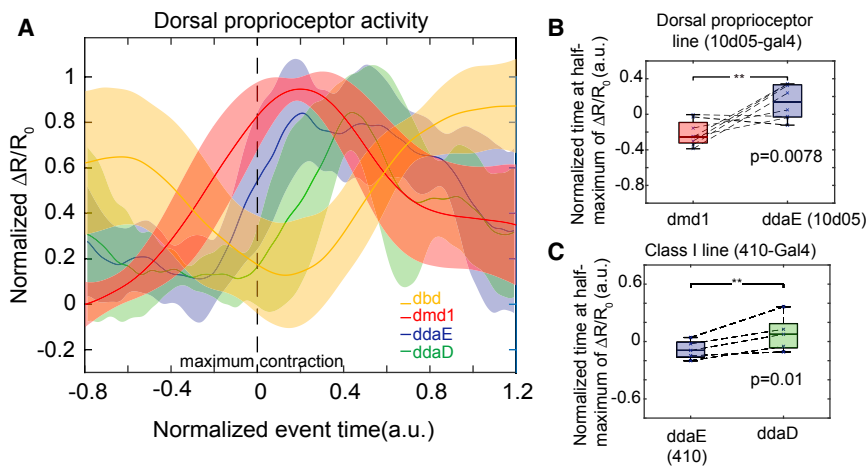 A
Dorsal proprioceptor activity
Normalized ΔR/R0
1
0.8
0.6
0.4
0.2
0
-0.2
dbd
dmd1
ddaE
ddaD
maximum contraction
-0.8
-0.4
0
0.4
0.8
1.2
Normalized event time(a.u.)
B
Dorsal proprioceptor
line (10d05-gal4)
Normalized time at half-
maximum of ΔR/R0 (a.u.)
0.4
0
-0.4
-0.8
**
p=0.0078
dmd1
ddaE (10d05)
C
Class I line (410-Gal4)
Normalized time at half-
maximum of ΔR/R0 (a.u.)
0.6
0
-0.6
**
p=0.01
ddaE
(410)
ddaD